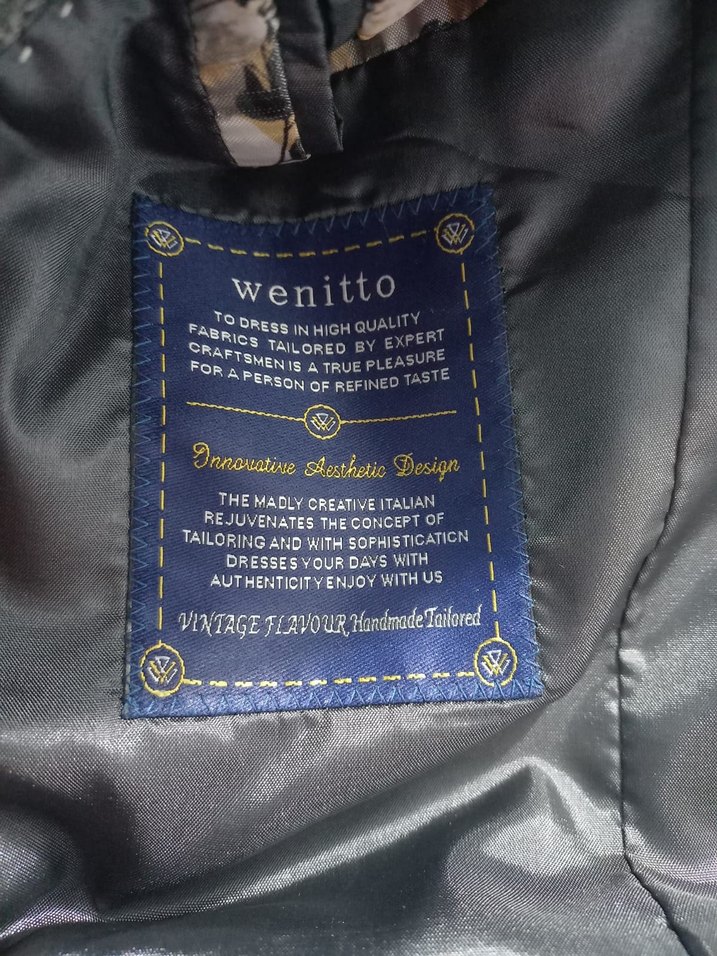 wenitto
TO DRESS IN HIGH QUALITY
FABRICS TAILORED BY EXPERT
CRAFTSMEN IS A TRUE PLEASURE
FOR A PERSON OF REFINED TASTE
Innovative Aesthetic Design
THE MADLY CREATIVE ITALIAN
REJUVENATES THE CONCEPT OF
TAILORING AND WITH SOPHISTICATION
DRESSES YOUR DAYS WITH
AUTHENTICITY ENJOY WITH US
VINTAGE FLAVOUR Handmade Tailored